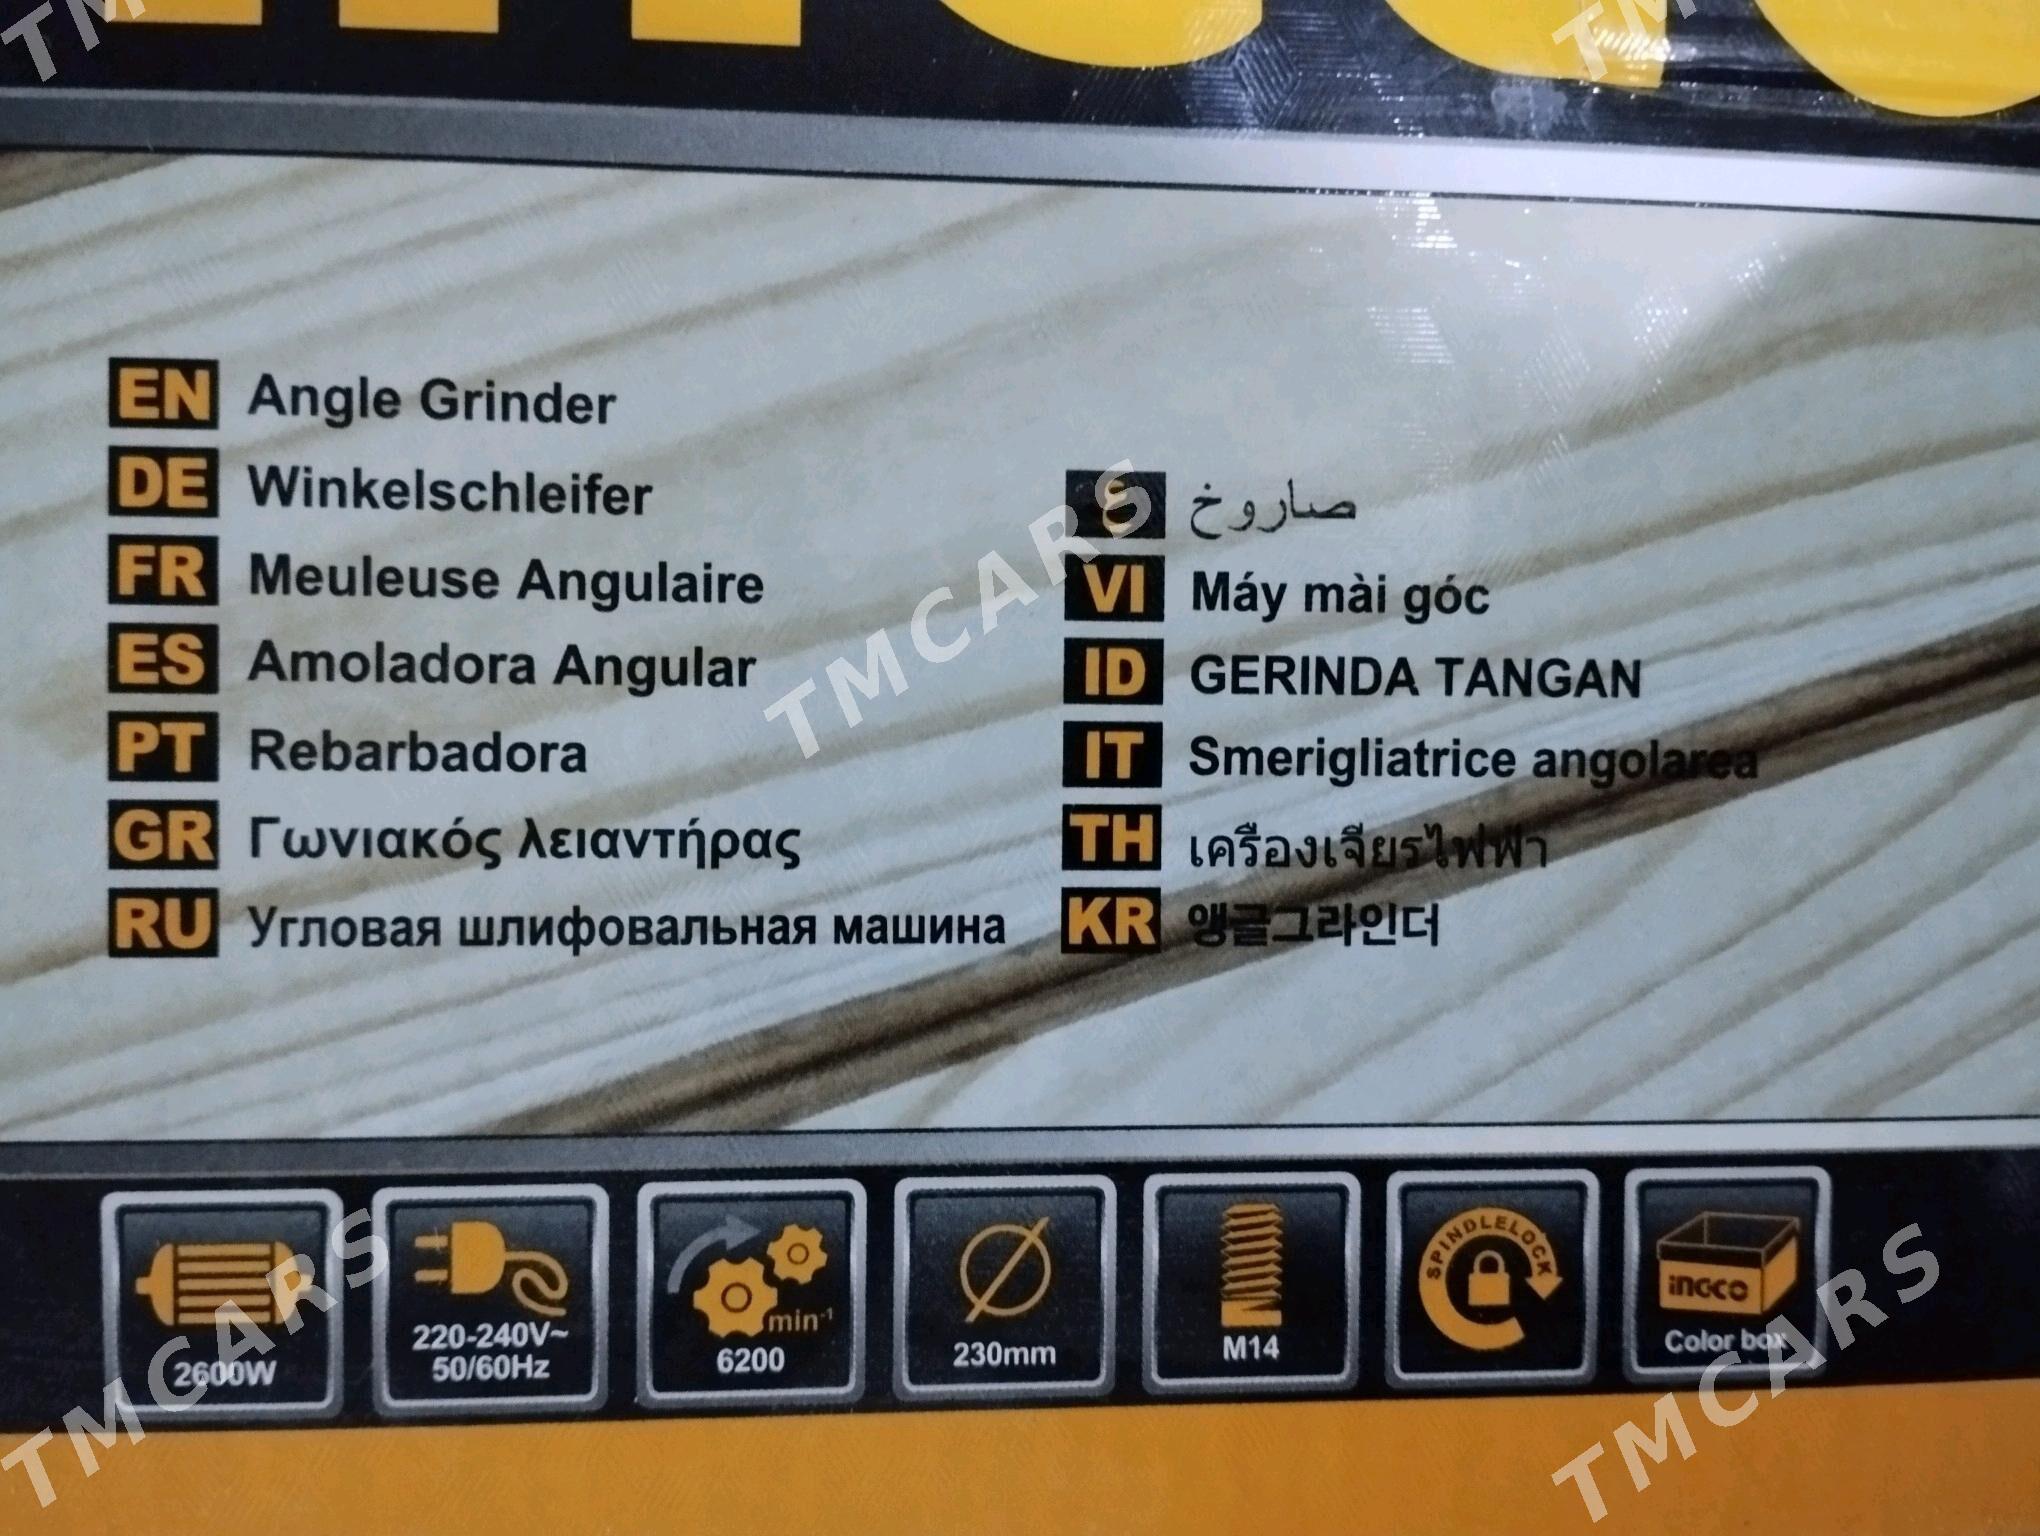 EN Angle Grinder
DE Winkelschleifer
FR Meuleuse Angulaire
ES Amoladora Angular
PT Rebarbadora
GR Γωνιακός λειαντήρας
RU Угловая шлифовальная машина
ع صاروخ
VI Máy mài góc
ID GERINDA TANGAN
IT Smerigliatrice angolarea
TH เครื่องเจียรไฟฟ้า
KR 앵글그라인더
2600W
220-240V~
50/60Hz
min-1
6200
230mm
M14
SPINDLELOCK
INGCO
Color box
TMCARS
TMCARS
TMCARS